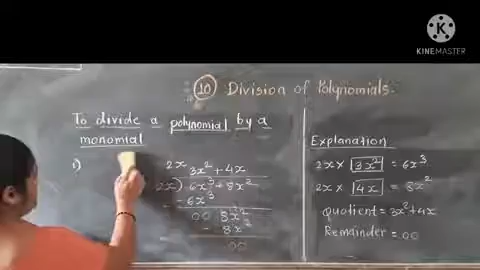 KINEMASTER
10 Division of Polynomials.
To divide a polynomial by a
monomial
1)
2x 3x² + 4x
2x) 6x³ + 8x²
- 6x³
00 8x²
- 8x²
00
Explanation
2x × 3x² = 6x³
2x × 4x = 8x²
quotient = 3x² + 4x
Remainder = 00